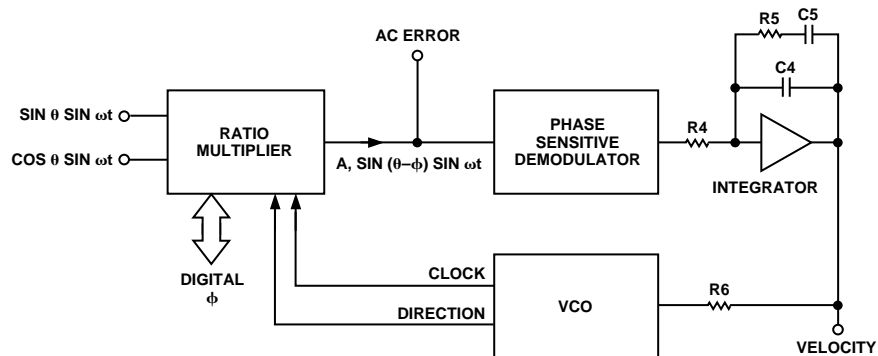 AC ERROR
R5
C5
C4
SIN θ SIN ωt
COS θ SIN ωt
RATIO
MULTIPLIER
A, SIN (θ–ϕ) SIN ωt
PHASE
SENSITIVE
DEMODULATOR
R4
INTEGRATOR
DIGITAL
ϕ
CLOCK
DIRECTION
VCO
R6
VELOCITY